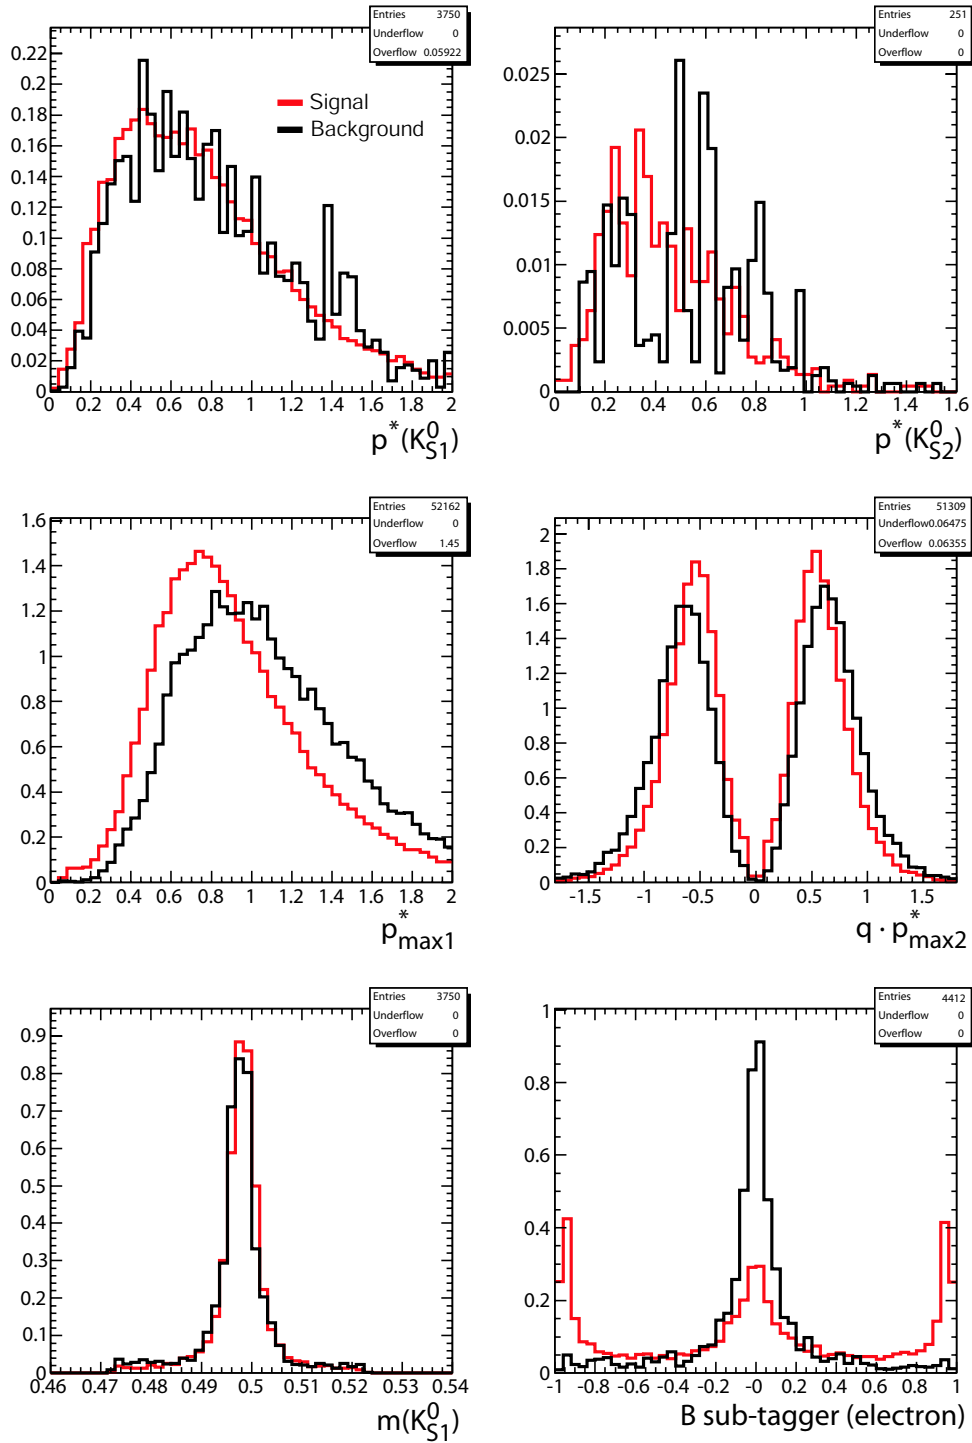 Entries 3750
Underflow 0
Overflow 0.05922
0.22
0.2
0.18
0.16
0.14
0.12
0.1
0.08
0.06
0.04
0.02
0
Signal
Background
0 0.2 0.4 0.6 0.8 1 1.2 1.4 1.6 1.8 2
p*(K⁰S1)
Entries 251
Underflow 0
Overflow 0
0.025
0.02
0.015
0.01
0.005
0
0 0.2 0.4 0.6 0.8 1 1.2 1.4 1.6
p*(K⁰S2)
Entries 52162
Underflow 0
Overflow 1.45
1.6
1.4
1.2
1
0.8
0.6
0.4
0.2
0
0 0.2 0.4 0.6 0.8 1 1.2 1.4 1.6 1.8 2
p*max1
Entries 51309
Underflow 0.06475
Overflow 0.06355
2
1.8
1.6
1.4
1.2
1
0.8
0.6
0.4
0.2
0
-1.5 -1 -0.5 0 0.5 1 1.5
q · p*max2
Entries 3750
Underflow 0
Overflow 0
0.9
0.8
0.7
0.6
0.5
0.4
0.3
0.2
0.1
0
0.46 0.47 0.48 0.49 0.5 0.51 0.52 0.53 0.54
m(K⁰S1)
Entries 4412
Underflow 0
Overflow 0
1
0.8
0.6
0.4
0.2
0
-1 -0.8 -0.6 -0.4 -0.2 -0 0.2 0.4 0.6 0.8 1
B sub-tagger (electron)